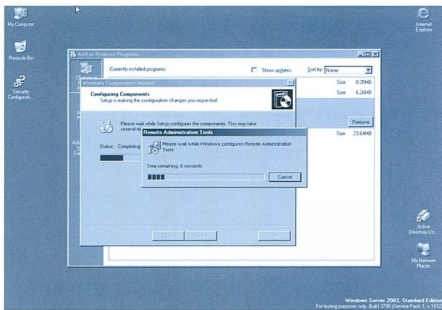 My Computer
Internet
Explorer
Recycle Bin
Security
Configurati...
Add or Remove Programs
Currently installed programs:
Show updates
Sort by: Name
Size 6.35MB
Size 6.20MB
Remove
Size 23.64MB
Windows Components Wizard
Configuring Components
Setup is making the configuration changes you requested.
Please wait while Setup configures the components. This may take
several
Status: Completing
Remote Administration Tools
Please wait while Windows configures Remote Administration
Tools
Time remaining: 6 seconds
Cancel
Active
Directory Us...
My Network
Places
Windows Server 2003, Standard Edition
For testing purposes only. Build 3790 (Service Pack 1, v.